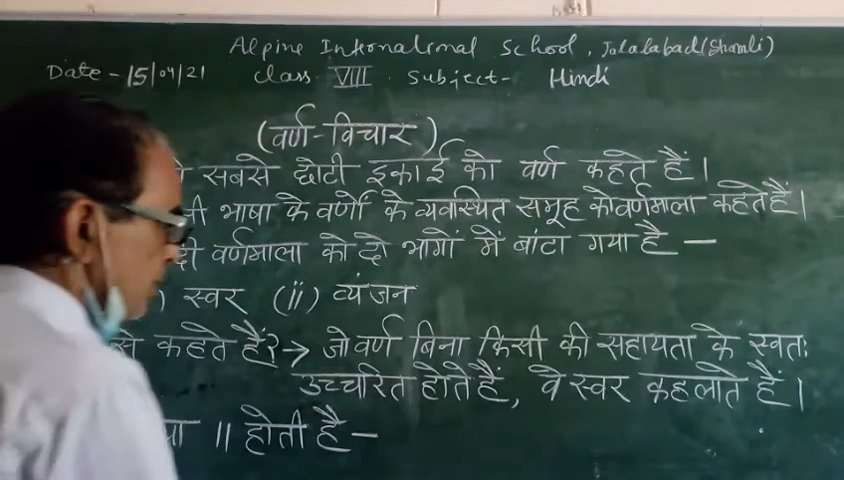 Alpine International School, Jalalabad (Shamli)
Date - 15/04/21 Class VIII Subject- Hindi
(वर्ण-विचार)
सबसे छोटी इकाई को वर्ण कहते हैं।
भाषा के वर्णों के व्यवस्थित समूह को वर्णमाला कहते हैं।
वर्णमाला को दो भागों में बांटा गया है —
) स्वर (ii) व्यंजन
कहते हैं? → जो वर्ण बिना किसी की सहायता के स्वतः
उच्चरित होते हैं, वे स्वर कहलाते हैं।
11 होती है —